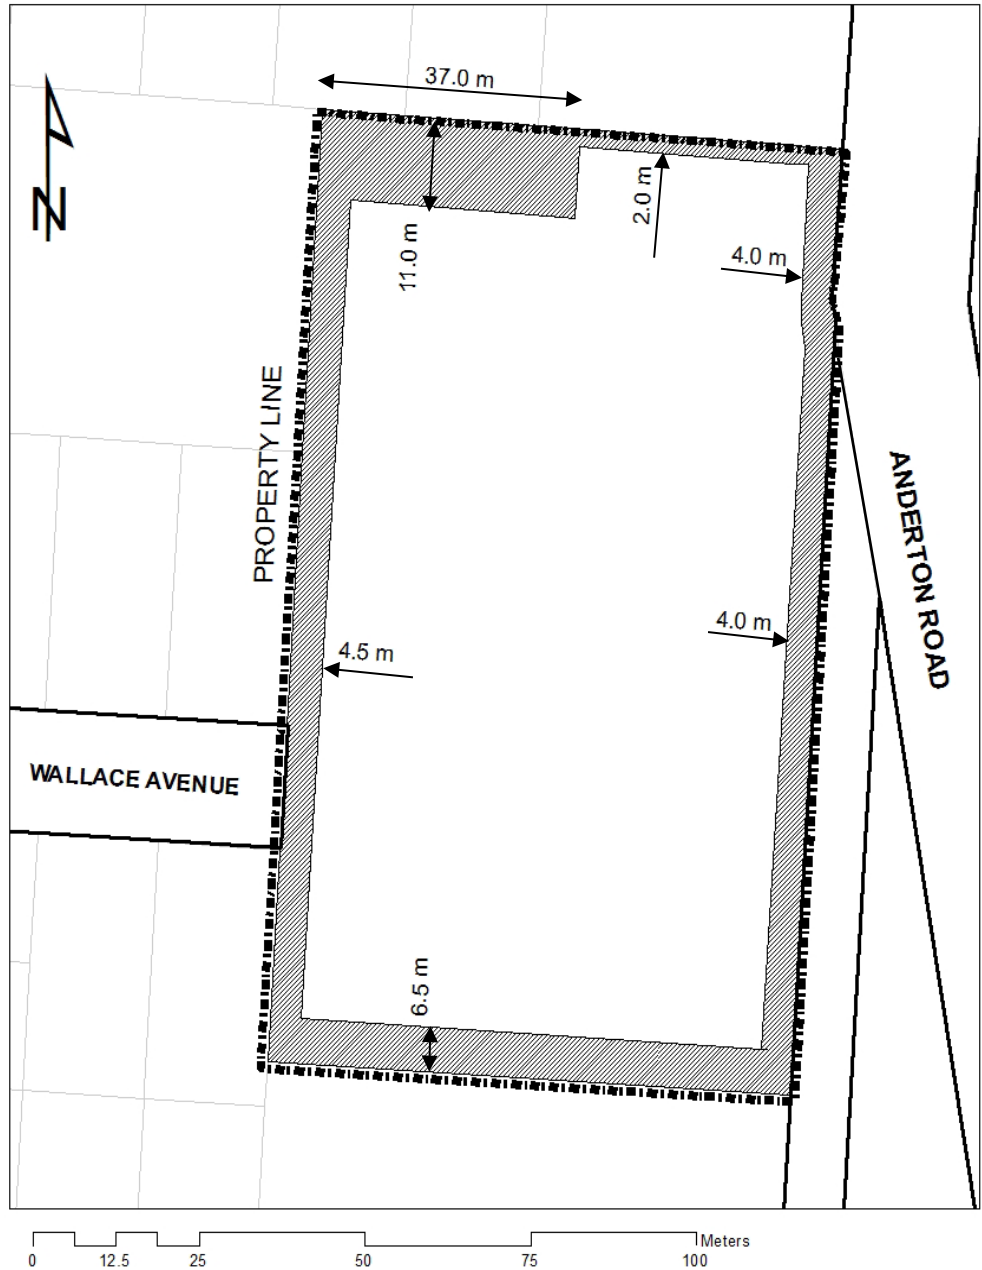 37.0 m
N
2.0 m
4.0 m
11.0 m
PROPERTY LINE
ANDERTON ROAD
4.0 m
4.5 m
WALLACE AVENUE
6.5 m
Meters
0 12.5 25 50 75 100